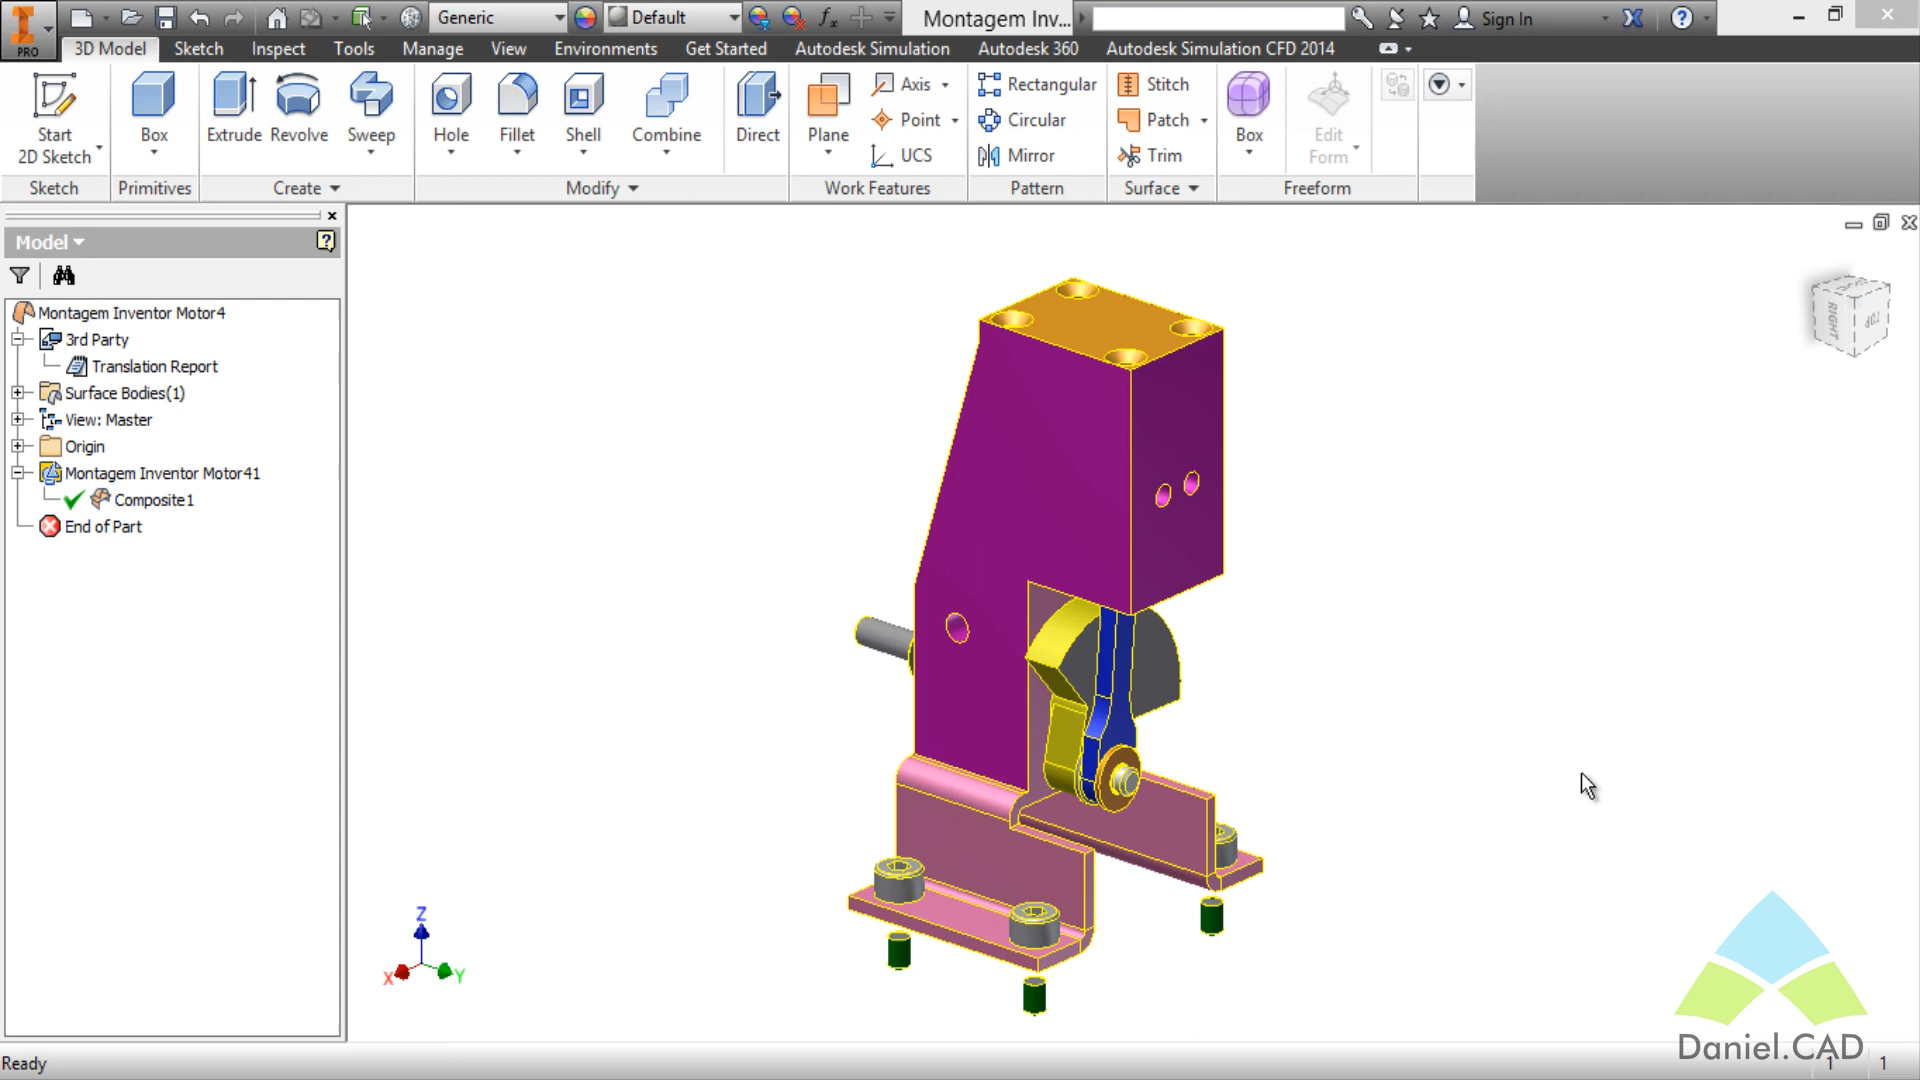 PRO
Generic
Default
fx
Montagem Inv...
Sign In
3D Model
Sketch
Inspect
Tools
Manage
View
Environments
Get Started
Autodesk Simulation
Autodesk 360
Autodesk Simulation CFD 2014
Start
2D Sketch
Box
Extrude
Revolve
Sweep
Hole
Fillet
Shell
Combine
Direct
Plane
Axis
Point
UCS
Rectangular
Circular
Mirror
Stitch
Patch
Trim
Box
Edit
Form
Sketch
Primitives
Create
Modify
Work Features
Pattern
Surface
Freeform
Model
Montagem Inventor Motor4
3rd Party
Translation Report
Surface Bodies(1)
View: Master
Origin
Montagem Inventor Motor41
Composite1
End of Part
RIGHT
TOP
Z
X
Y
Daniel.CAD
Ready
1
1